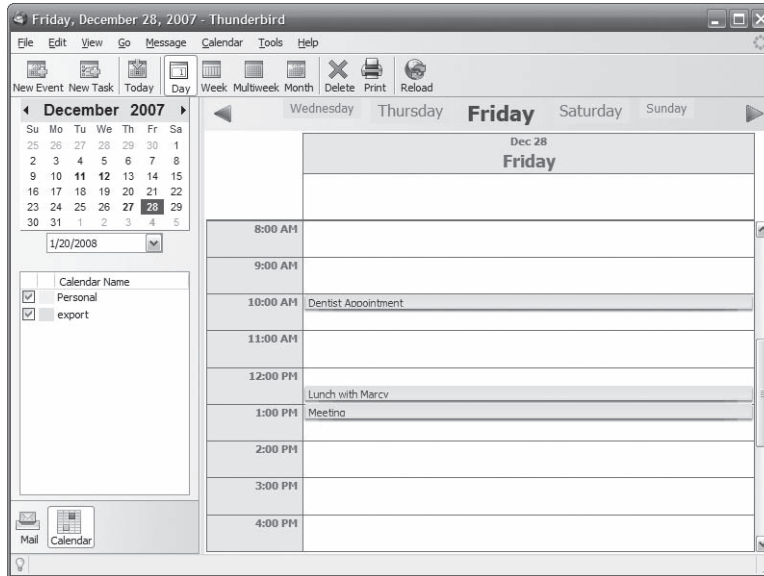 Friday, December 28, 2007 - Thunderbird
File Edit View Go Message Calendar Tools Help
New Event New Task Today Day Week Multiweek Month Delete Print Reload
December 2007
Su Mo Tu We Th Fr Sa
25 26 27 28 29 30 1
2 3 4 5 6 7 8
9 10 11 12 13 14 15
16 17 18 19 20 21 22
23 24 25 26 27 28 29
30 31 1 2 3 4 5
1/20/2008
Calendar Name
Personal
export
Mail Calendar
Wednesday Thursday Friday Saturday Sunday
Dec 28
Friday
8:00 AM
9:00 AM
10:00 AM Dentist Appointment
11:00 AM
12:00 PM
Lunch with Marcy
1:00 PM Meeting
2:00 PM
3:00 PM
4:00 PM